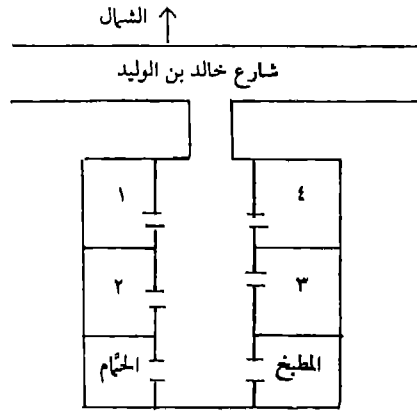 الشمال
شارع خالد بن الوليد
٤ ١
٣ ٢
المطبخ الحمَّام